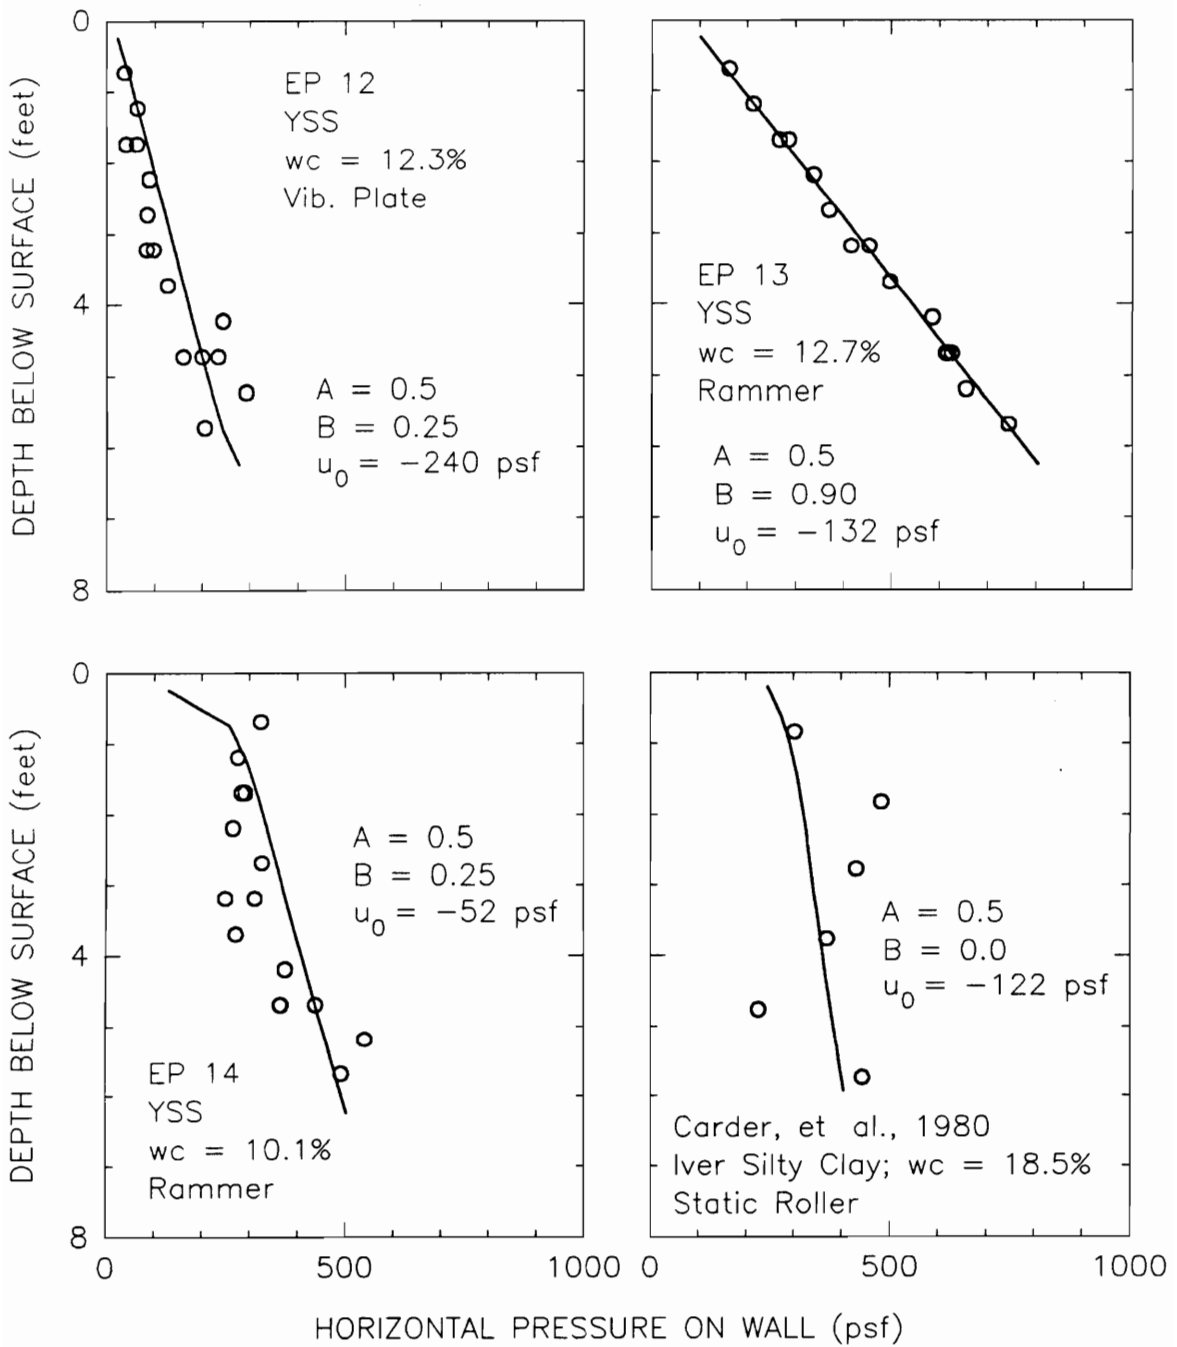 0
4
8
DEPTH BELOW SURFACE (feet)
EP 12
YSS
wc = 12.3%
Vib. Plate
A = 0.5
B = 0.25
u0 = -240 psf
EP 13
YSS
wc = 12.7%
Rammer
A = 0.5
B = 0.90
u0 = -132 psf
0
4
8
DEPTH BELOW SURFACE (feet)
A = 0.5
B = 0.25
u0 = -52 psf
EP 14
YSS
wc = 10.1%
Rammer
A = 0.5
B = 0.0
u0 = -122 psf
Carder, et al., 1980
Iver Silty Clay; wc = 18.5%
Static Roller
0 500 1000 0 500 1000
HORIZONTAL PRESSURE ON WALL (psf)